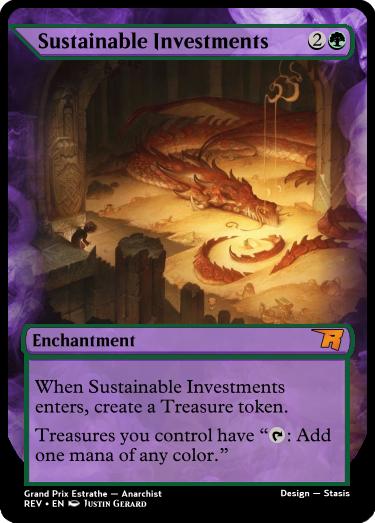 Sustainable Investments 2
Enchantment
When Sustainable Investments
enters, create a Treasure token.
Treasures you control have “: Add
one mana of any color.”
Grand Prix Estrathe — Anarchist
Design — Stasis
REV • EN Justin Gerard